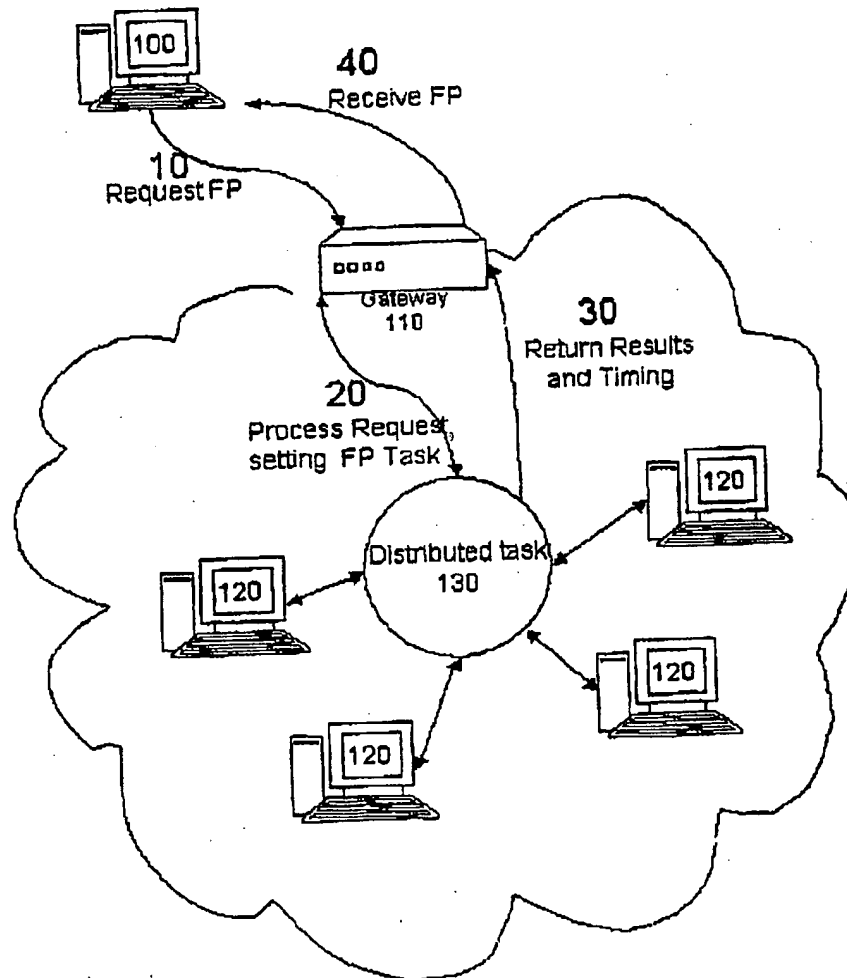 100
40
Receive FP
10
Request FP
Gateway
110
30
Return Results
and Timing
20
Process Request,
setting FP Task
120
Distributed task
130
120
120
120